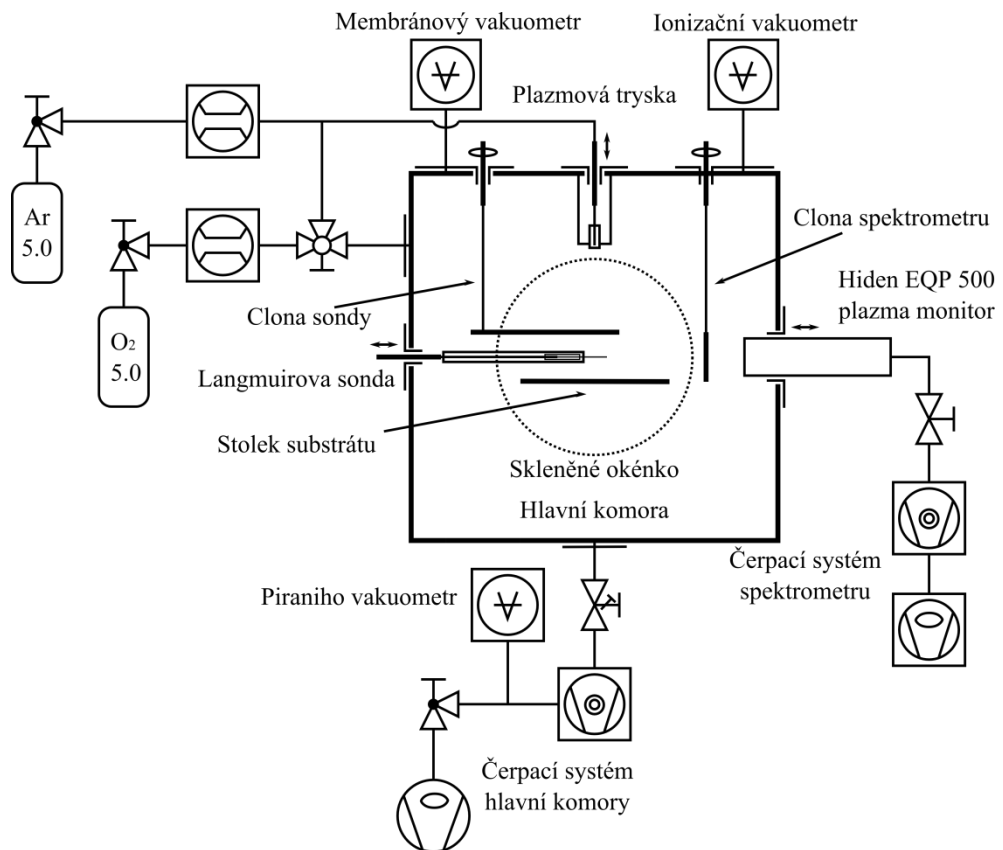 Membránový vakuometr
Ionizační vakuometr
Plazmová tryska
Ar
5.0
Clona spektrometru
Hiden EQP 500
plazma monitor
Clona sondy
O₂
5.0
Langmuirova sonda
Stolek substrátu
Skleněné okénko
Hlavní komora
Čerpací systém
spektrometru
Piraniho vakuometr
Čerpací systém
hlavní komory